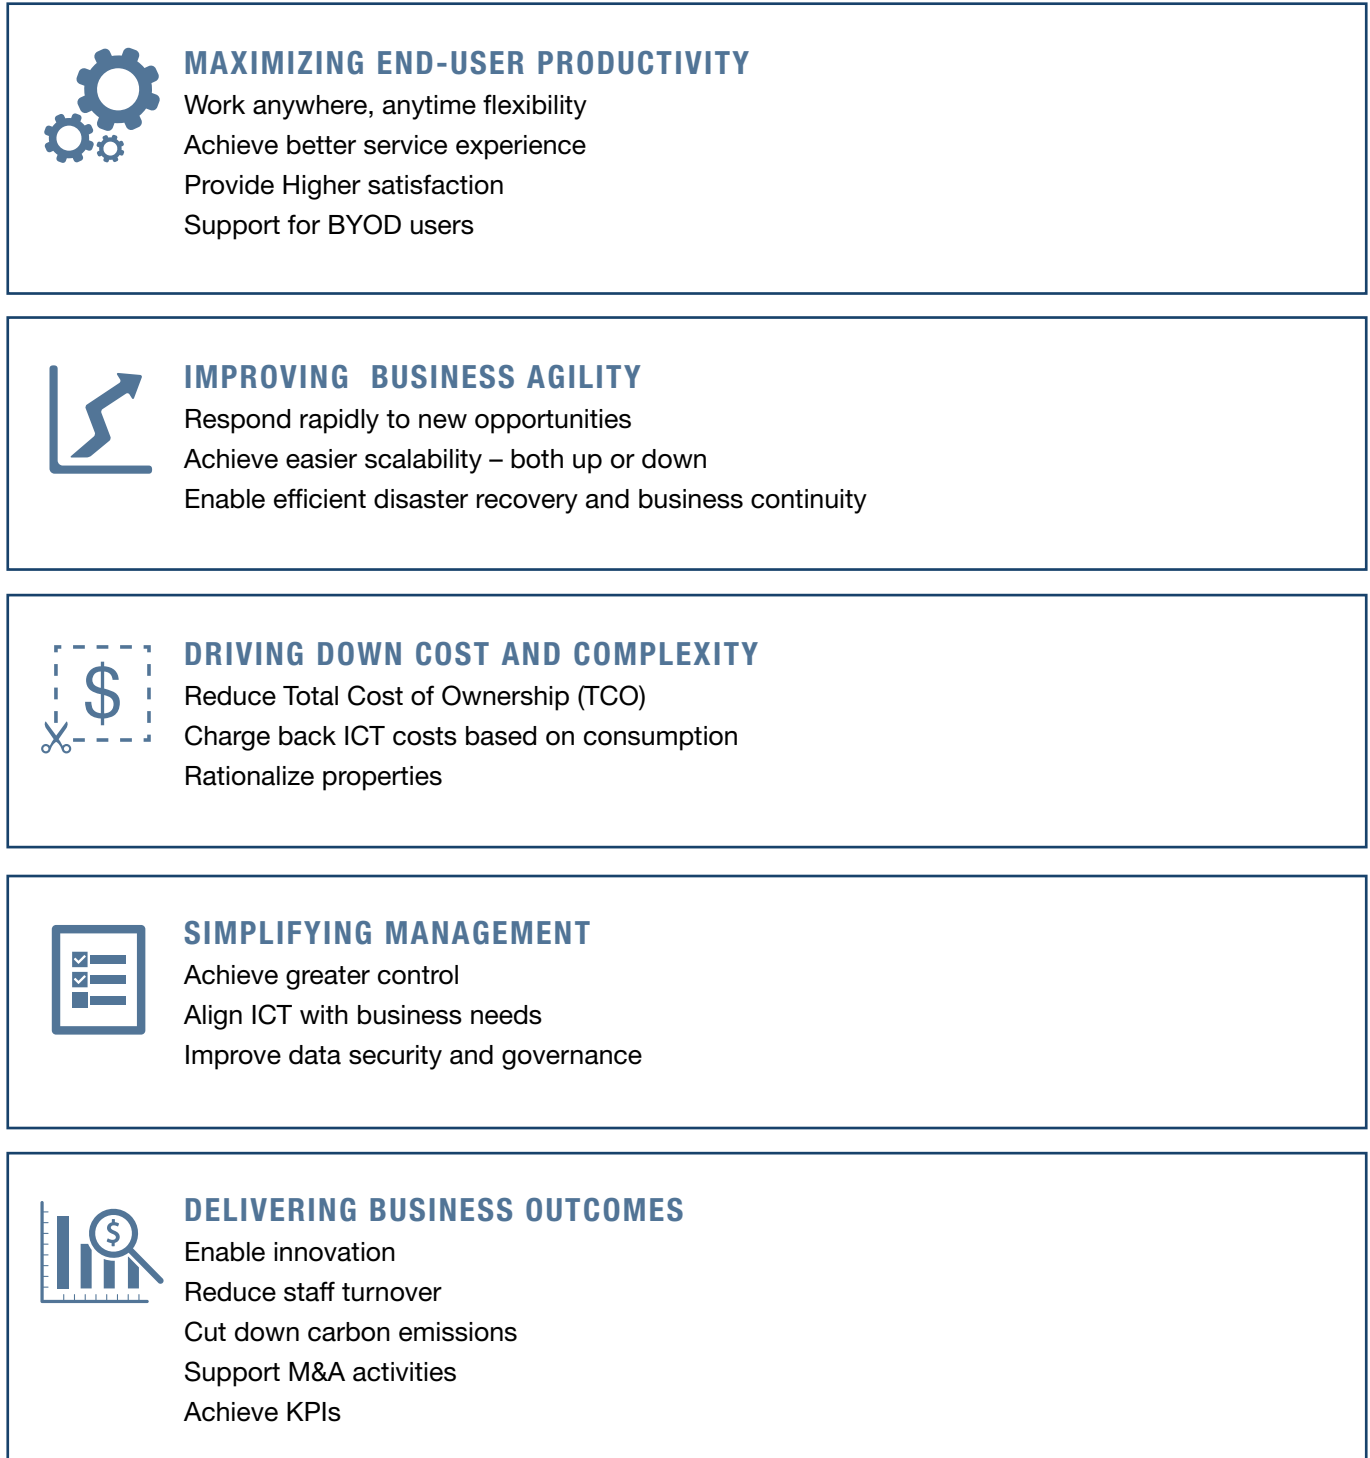 MAXIMIZING END-USER PRODUCTIVITY
Work anywhere, anytime flexibility
Achieve better service experience
Provide Higher satisfaction
Support for BYOD users
IMPROVING  BUSINESS AGILITY
Respond rapidly to new opportunities
Achieve easier scalability – both up or down
Enable efficient disaster recovery and business continuity
$
DRIVING DOWN COST AND COMPLEXITY
Reduce Total Cost of Ownership (TCO)
Charge back ICT costs based on consumption
Rationalize properties
SIMPLIFYING MANAGEMENT
Achieve greater control
Align ICT with business needs
Improve data security and governance
$
DELIVERING BUSINESS OUTCOMES
Enable innovation
Reduce staff turnover
Cut down carbon emissions
Support M&A activities
Achieve KPIs